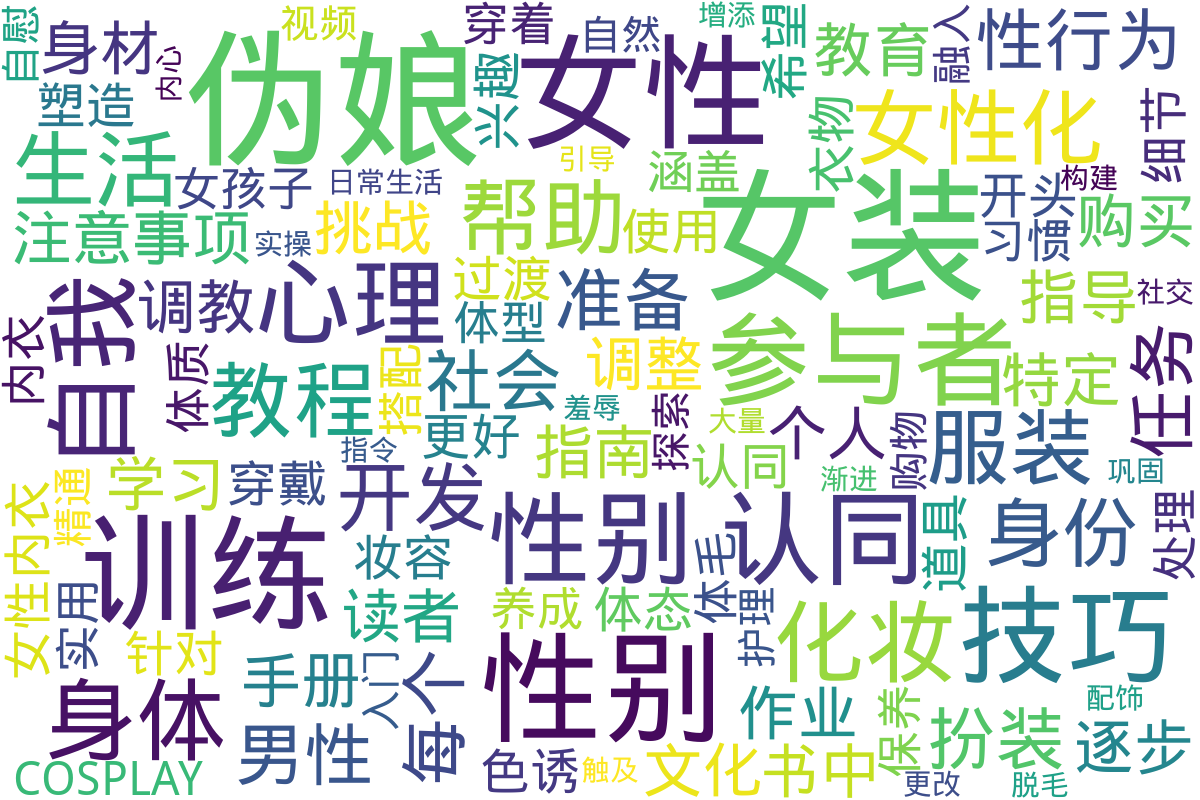 自慰
身材
内心
视频
穿着
自然
增添
希望
教育
融入
性行为
细节
伪娘
兴趣
女性
衣物
女性化
塑造
生活
女孩子
日常生活
引导
涵盖
开头
构建
购买
注意事项
实操
挑战
帮助
使用
女装
习惯
社交
自我
调教
心理
过渡
体型
准备
指导
参与者
内衣
体质
教程
搭配
社会
调整
特定
任务
羞辱
更好
指令
探索
大量
个人
购物
服装
指南
认同
渐进
巩固
学习
穿戴
开发
女性内衣
精通
训练
性别认同
道具
身份
处理
妆容
体毛
读者
养成
体态
护理
化妆
技巧
实用
针对
性别
身体
手册
入门
每个
男性
作业
保养
配饰
扮装
逐步
COSPLAY
色诱
触及
文化书中
更改
脱毛